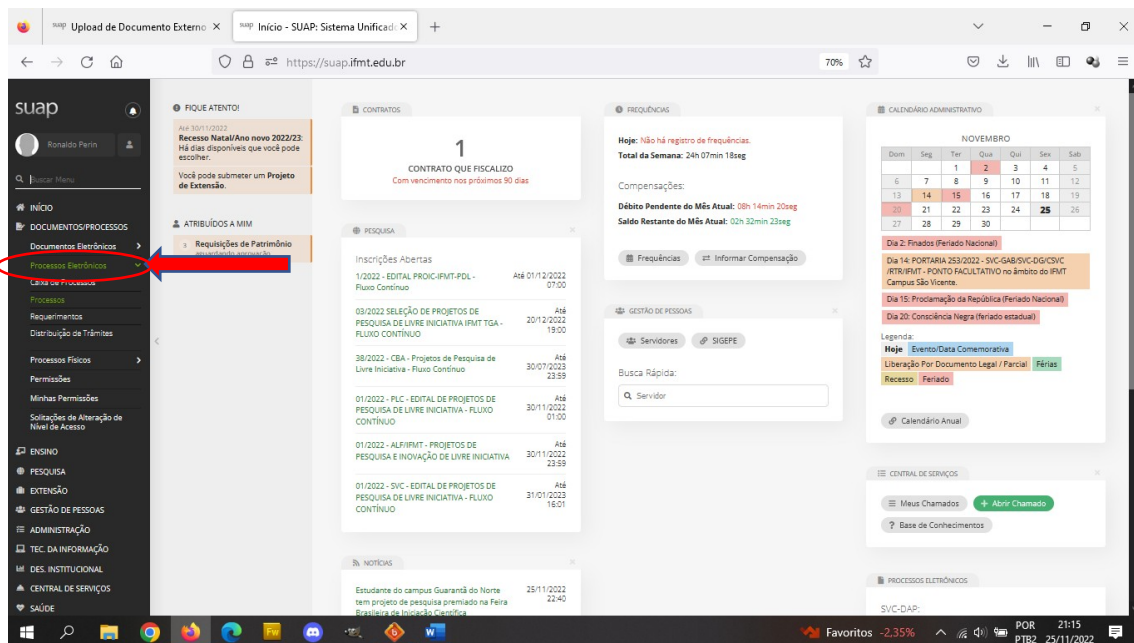 suap Upload de Documento Externo
suap Início - SUAP: Sistema Unificado
https://suap.ifmt.edu.br
70%
suap
Ronaldo Perin
Buscar Menu
INÍCIO
DOCUMENTOS/PROCESSOS
Documentos Eletrônicos
Processos Eletrônicos
Caixa de Processos
Processos
Requerimentos
Distribuição de Trâmites
Processos Físicos
Permissões
Minhas Permissões
Solitações de Alteração de
Nível de Acesso
ENSINO
PESQUISA
EXTENSÃO
GESTÃO DE PESSOAS
ADMINISTRAÇÃO
TEC. DA INFORMAÇÃO
DES. INSTITUCIONAL
CENTRAL DE SERVIÇOS
SAÚDE
FIQUE ATENTO!
Até 30/11/2022
Recesso Natal/Ano novo 2022/23:
Há dias disponíveis que você pode
escolher.
Você pode submeter um Projeto
de Extensão.
ATRIBUÍDOS A MIM
3 Requisições de Patrimônio
aguardando aprovação
CONTRATOS
1
CONTRATO QUE FISCALIZO
Com vencimento nos próximos 90 dias
PESQUISA
Inscrições Abertas
1/2022 - EDITAL PROIC-IFMT-PDL - Até 01/12/2022
Fluxo Contínuo 07:00
03/2022 SELEÇÃO DE PROJETOS DE Até
PESQUISA DE LIVRE INICIATIVA IFMT TGA - 20/12/2022
FLUXO CONTÍNUO 19:00
38/2022 - CBA - Projetos de Pesquisa de Até
Livre Iniciativa - Fluxo Contínuo 30/07/2023
23:59
01/2022 - PLC - EDITAL DE PROJETOS DE Até
PESQUISA DE LIVRE INICIATIVA - FLUXO 30/11/2022
CONTÍNUO 01:00
01/2022 - ALF/IFMT - PROJETOS DE Até
PESQUISA E INOVAÇÃO DE LIVRE INICIATIVA 30/11/2022
23:59
01/2022 - SVC - EDITAL DE PROJETOS DE Até
PESQUISA DE LIVRE INICIATIVA - FLUXO 31/01/2023
CONTÍNUO 16:01
NOTÍCIAS
Estudante do campus Guarantã do Norte 25/11/2022
tem projeto de pesquisa premiado na Feira 22:40
Brasileira de Iniciação Científica
FREQUÊNCIAS
Hoje: Não há registro de frequências.
Total da Semana: 24h 07min 18seg
Compensações:
Débito Pendente do Mês Atual: 08h 14min 20seg
Saldo Restante do Mês Atual: 02h 32min 23seg
Frequências Informar Compensação
GESTÃO DE PESSOAS
Servidores SIGEPE
Busca Rápida:
Servidor
CALENDÁRIO ADMINISTRATIVO
NOVEMBRO
Dom Seg Ter Qua Qui Sex Sab
1 2 3 4 5
6 7 8 9 10 11 12
13 14 15 16 17 18 19
20 21 22 23 24 25 26
27 28 29 30
Dia 2: Finados (Feriado Nacional)
Dia 14: PORTARIA 253/2022 - SVC-GAB/SVC-DG/CSVC
/RTR/IFMT - PONTO FACULTATIVO no âmbito do IFMT
Campus São Vicente.
Dia 15: Proclamação da República (Feriado Nacional)
Dia 20: Consciência Negra (feriado estadual)
Legenda:
Hoje Evento/Data Comemorativa
Liberação Por Documento Legal / Parcial Férias
Recesso Feriado
Calendário Anual
CENTRAL DE SERVIÇOS
Meus Chamados + Abrir Chamado
? Base de Conhecimentos
PROCESSOS ELETRÔNICOS
SVC-DAP:
Favoritos -2,35%
POR 21:15
PTB2 25/11/2022